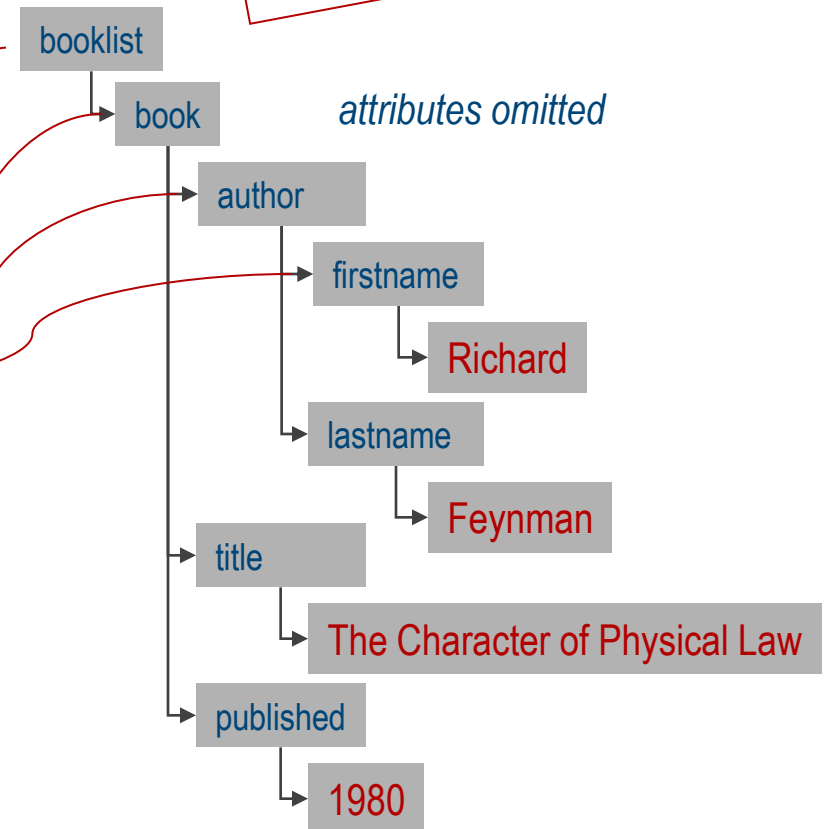 booklist
book
attributes omitted
author
firstname
Richard
lastname
Feynman
title
The Character of Physical Law
published
1980